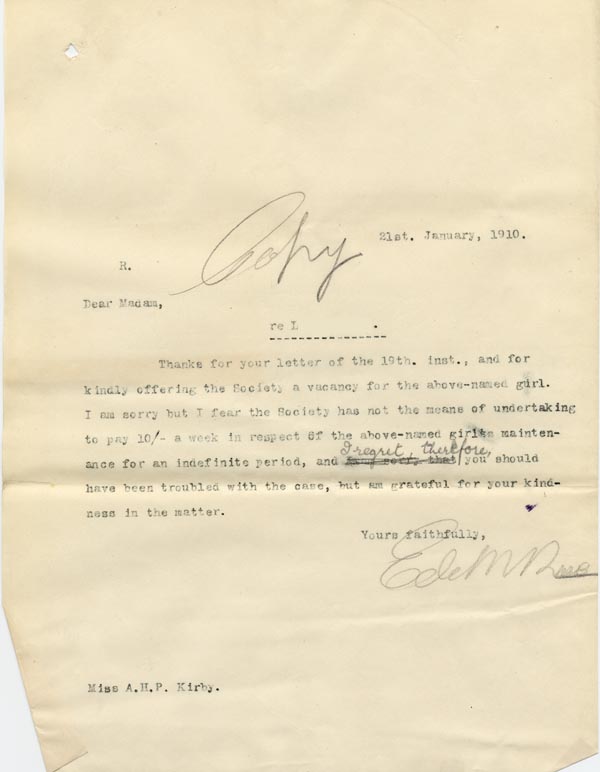 21st. January, 1910.
Copy
R.
Dear Madam,
re L .
Thanks for your letter of the 19th. inst., and for
kindly offering the Society a vacancy for the above-named girl.
I am sorry but I fear the Society has not the means of undertaking
to pay 10/- a week in respect of the above-named girl's mainten-
I regret, therefore,
ance for an indefinite period, and am sorry that you should
have been troubled with the case, but am grateful for your kind-
ness in the matter.
Yours faithfully,
Miss A.H.P. Kirby.